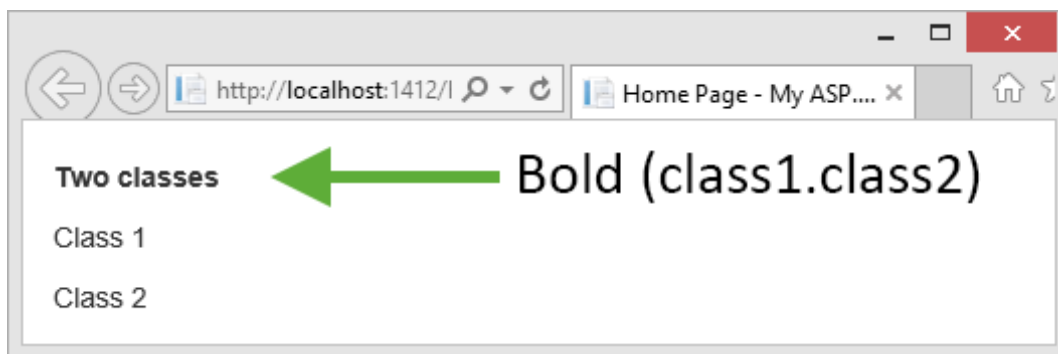 http://localhost:1412/l
Home Page - My ASP....
Two classes
Bold (class1.class2)
Class 1
Class 2